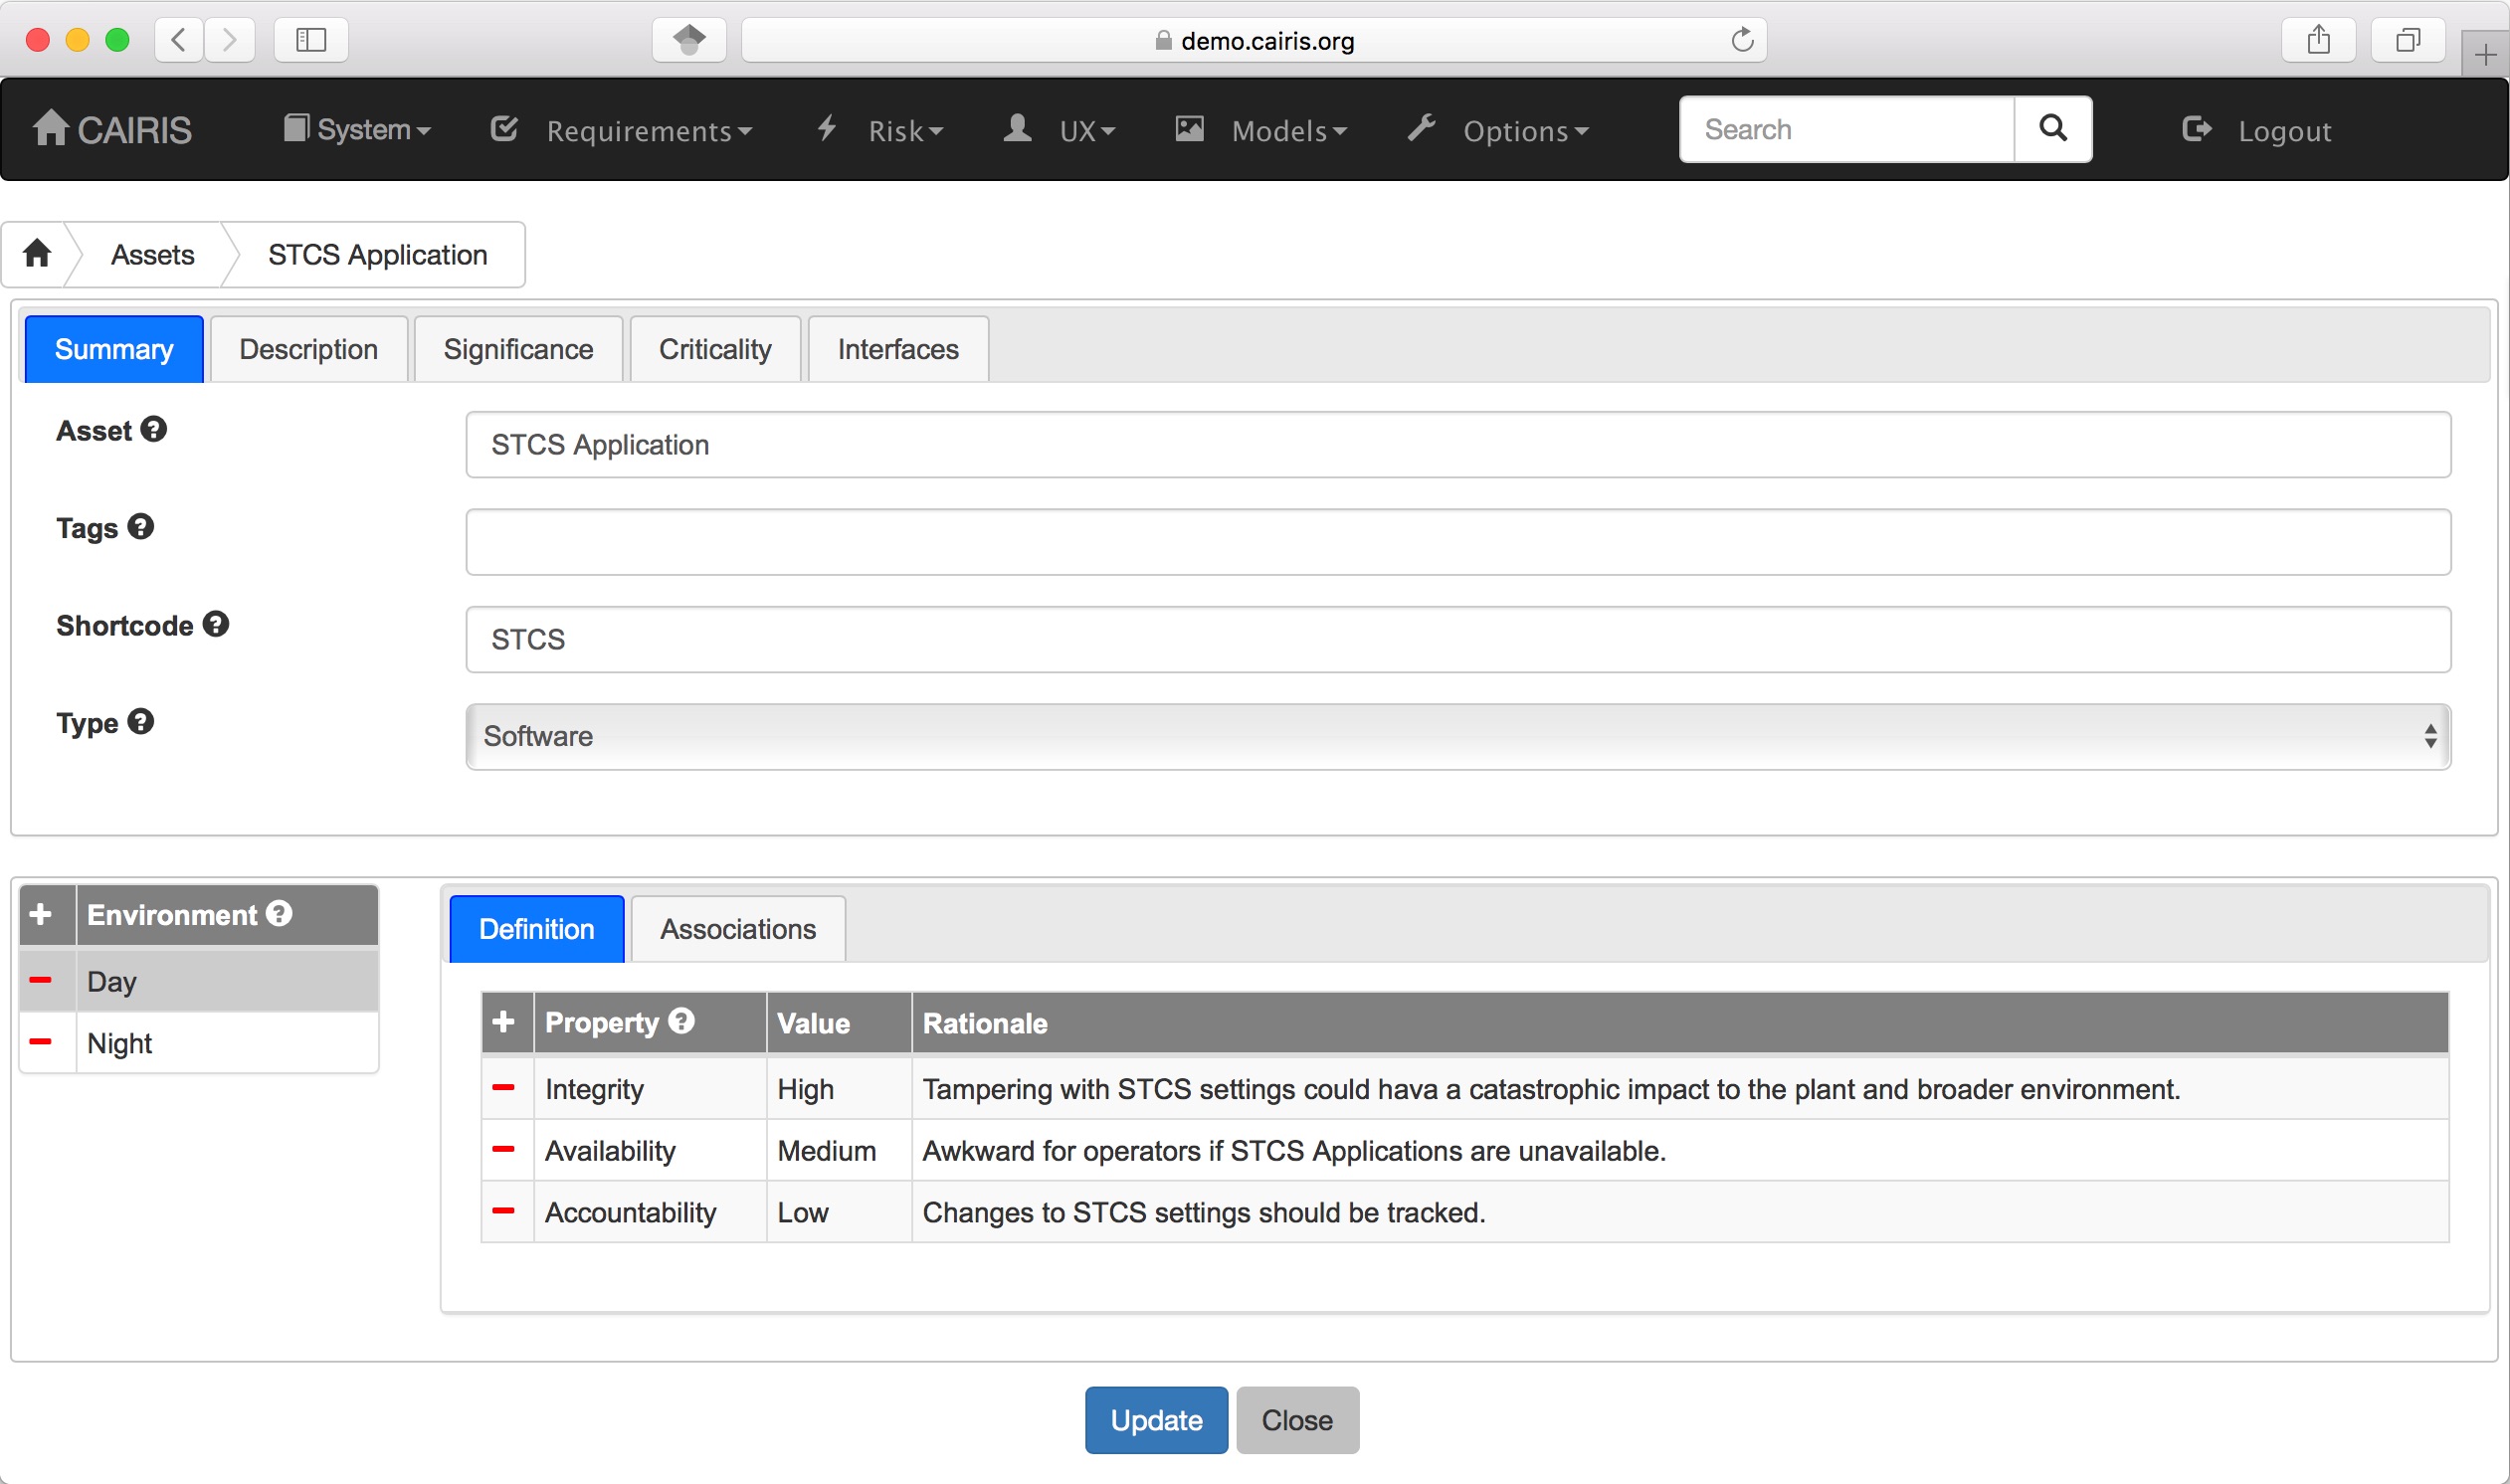 demo.cairis.org
CAIRIS System Requirements Risk UX Models Options Search Logout
Assets STCS Application
Summary Description Significance Criticality Interfaces
Asset STCS Application
Tags
Shortcode STCS
Type Software
Environment
Day
Night
Definition Associations
Property Value Rationale
Integrity High Tampering with STCS settings could hava a catastrophic impact to the plant and broader environment.
Availability Medium Awkward for operators if STCS Applications are unavailable.
Accountability Low Changes to STCS settings should be tracked.
Update Close